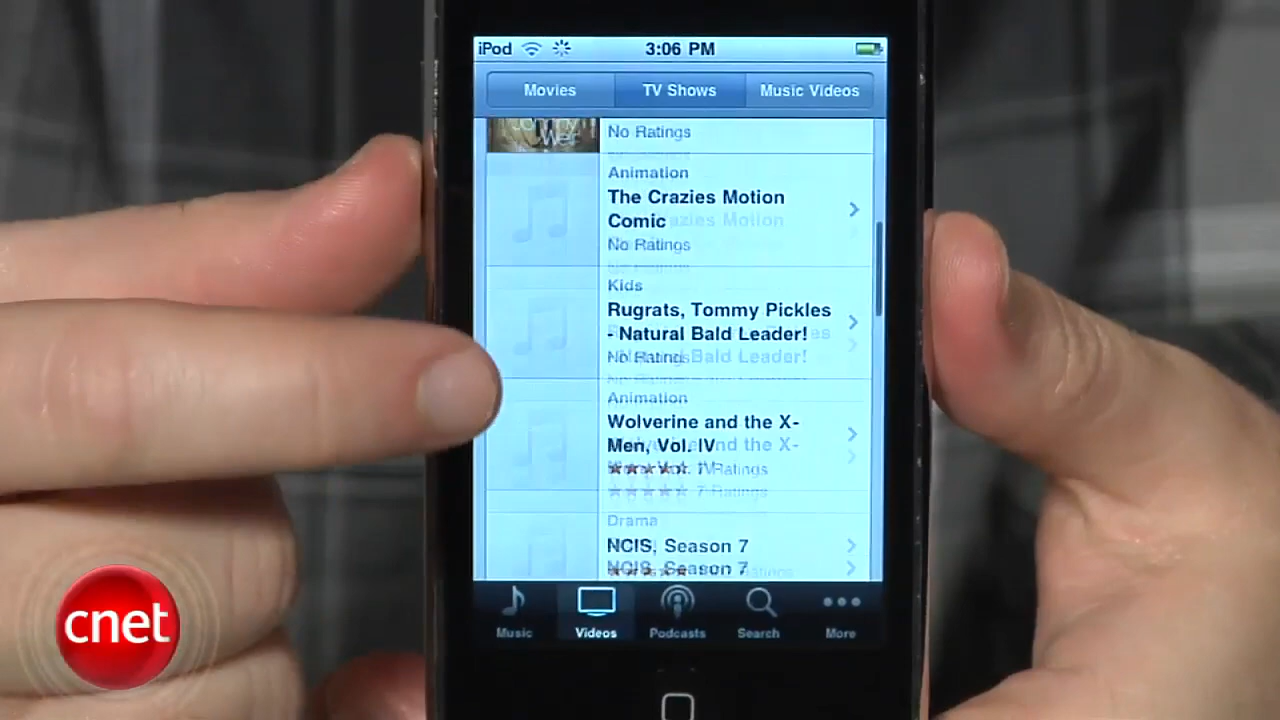 iPod
3:06 PM
Movies
TV Shows
Music Videos
No Ratings
Animation
The Crazies Motion
Comic
No Ratings
Kids
Rugrats, Tommy Pickles
- Natural Bald Leader!
No Ratings
Animation
Wolverine and the X-
Men, Vol. IV
7 Ratings
Drama
NCIS, Season 7
Music
Videos
Podcasts
Search
More
cnet